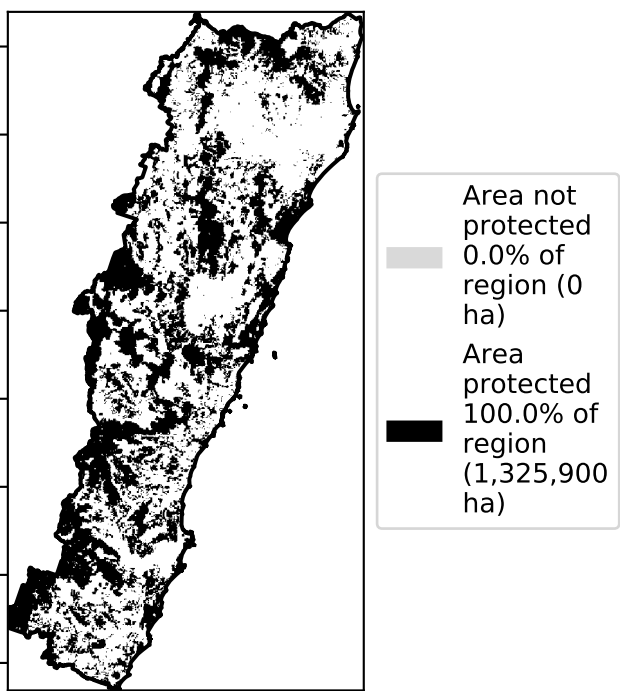 Area not
protected
0.0% of
region (0
ha)
Area
protected
100.0% of
region
(1,325,900
ha)